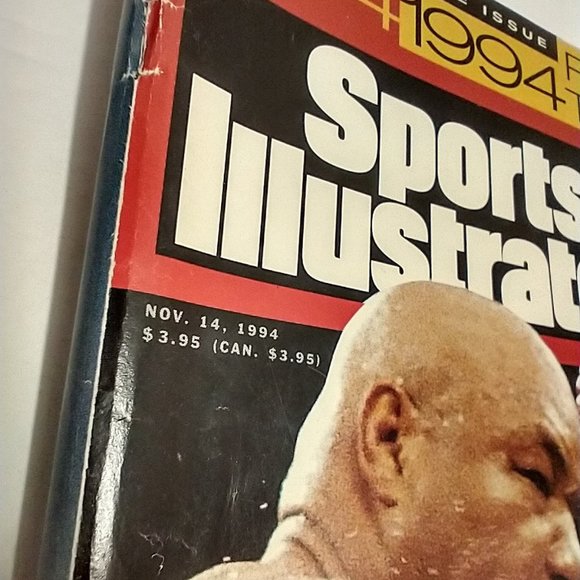 ISSUE
1994
Sports
Illustrat
NOV. 14, 1994
$3.95 (CAN. $3.95)